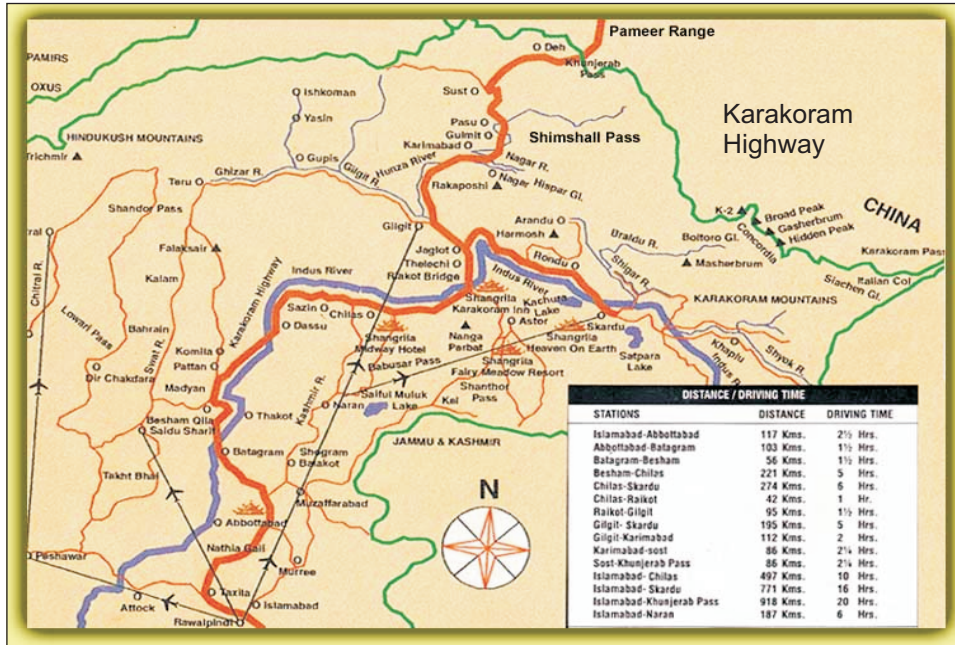 Pameer Range
Deh
Khunjerab
Pass
PAMIRS
OXUS
Ishkoman
Sust
Karakoram
Highway
Yasin
Pasu
Gulmit
Shimshall Pass
HINDUKUSH MOUNTAINS
Karimabad
Trichmir
Gupis
Hunza River
Nagar R.
Ghizar R.
Gilgit R.
Nagar
Hispar Gl.
Teru
Rakaposhi
K-2
Broad Peak
CHINA
Shandor Pass
Gilgit
Arandu
Gasherbrum
Harmosh
Uraldu R.
Concordia
Hidden Peak
Boltoro Gl.
Karakoram Pass
Falaksair
Jaglot
Thelechi
Rondu
Masherbrum
Chitral R.
Kalam
Karakoram Highway
Indus River
Riakot Bridge
Indus River
Shigar R.
Italian Col
Siachen Gl.
Shangrila
Karakoram Inn
Kachura
Lake
KARAKORAM MOUNTAINS
Sazin
Chilas
Astor
Skardu
Lowari Pass
Bahrain
Dassu
Shangrila
Midway Hotel
Nanga
Parbat
Shangrila
Heaven On Earth
Khaplu
Shyok R.
Swat R.
Komila
Pattan
Babusar Pass
Shangrila
Fairy Meadow Resort
Satpara
Lake
Dir
Chakdara
Madyan
Kashmir R.
Saiful Muluk
Lake
Shanthor
Pass
Naran
Kel
Besham Qila
Saidu Sharif
Thakot
JAMMU & KASHMIR
Batagram
Shogram
Balakot
Takht Bhai
Muzaffarabad
N
Abbottabad
Nathia Gali
Peshawar
Murree
Taxila
Attock
Islamabad
Rawalpindi
DISTANCE / DRIVING TIME
STATIONS DISTANCE DRIVING TIME
Islamabad-Abbottabad 117 Kms. 2½ Hrs.
Abbottabad-Batagram 103 Kms. 1½ Hrs.
Batagram-Besham 56 Kms. 1½ Hrs.
Besham-Chilas 221 Kms. 5 Hrs.
Chilas-Skardu 274 Kms. 6 Hrs.
Chilas-Raikot 42 Kms. 1 Hr.
Raikot-Gilgit 95 Kms. 1½ Hrs.
Gilgit- Skardu 195 Kms. 5 Hrs.
Gilgit-Karimabad 112 Kms. 2 Hrs.
Karimabad-sost 86 Kms. 2¼ Hrs.
Sost-Khunjerab Pass 86 Kms. 2¼ Hrs.
Islamabad- Chilas 497 Kms. 10 Hrs.
Islamabad- Skardu 771 Kms. 16 Hrs.
Islamabad-Khunjerab Pass 918 Kms. 20 Hrs.
Islamabad-Naran 187 Kms. 6 Hrs.